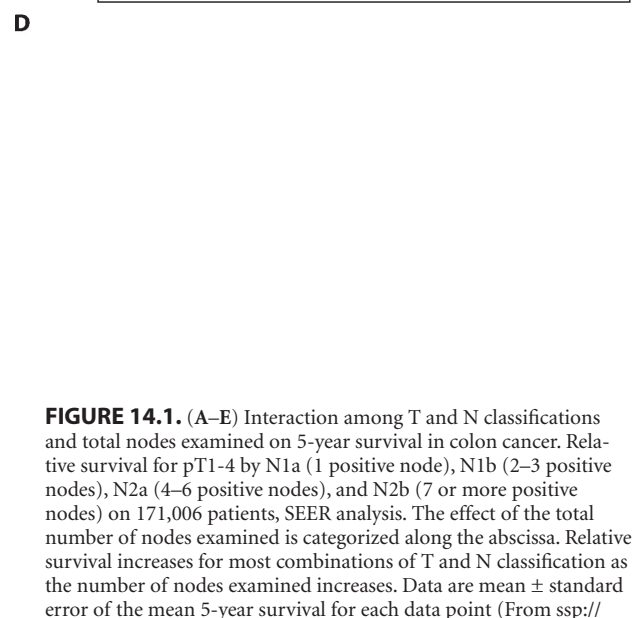 D
FIGURE 14.1. (A–E) Interaction among T and N classifications
and total nodes examined on 5-year survival in colon cancer. Rela-
tive survival for pT1-4 by N1a (1 positive node), N1b (2–3 positive
nodes), N2a (4–6 positive nodes), and N2b (7 or more positive
nodes) on 171,006 patients, SEER analysis. The effect of the total
number of nodes examined is categorized along the abscissa. Relative
survival increases for most combinations of T and N classification as
the number of nodes examined increases. Data are mean ± standard
error of the mean 5-year survival for each data point (From ssp://